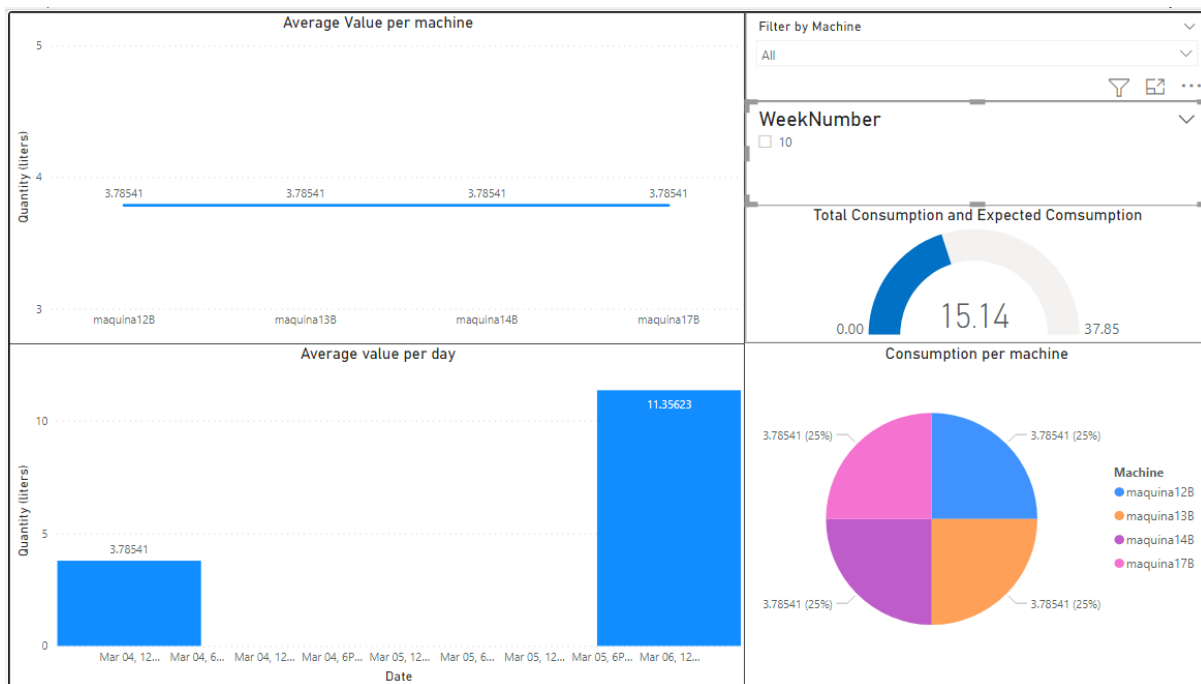 Average Value per machine
5
4
3
Quantity (liters)
3.78541
3.78541
3.78541
3.78541
maquina12B
maquina13B
maquina14B
maquina17B
Filter by Machine
All
WeekNumber
10
Total Consumption and Expected Comsumption
0.00
15.14
37.85
Average value per day
10
5
0
Quantity (liters)
3.78541
11.35623
Mar 04, 12...
Mar 04, 6...
Mar 04, 12...
Mar 04, 6P...
Mar 05, 12...
Mar 05, 6...
Mar 05, 12...
Mar 05, 6P...
Mar 06, 12...
Date
Consumption per machine
3.78541 (25%)
3.78541 (25%)
3.78541 (25%)
3.78541 (25%)
Machine
maquina12B
maquina13B
maquina14B
maquina17B